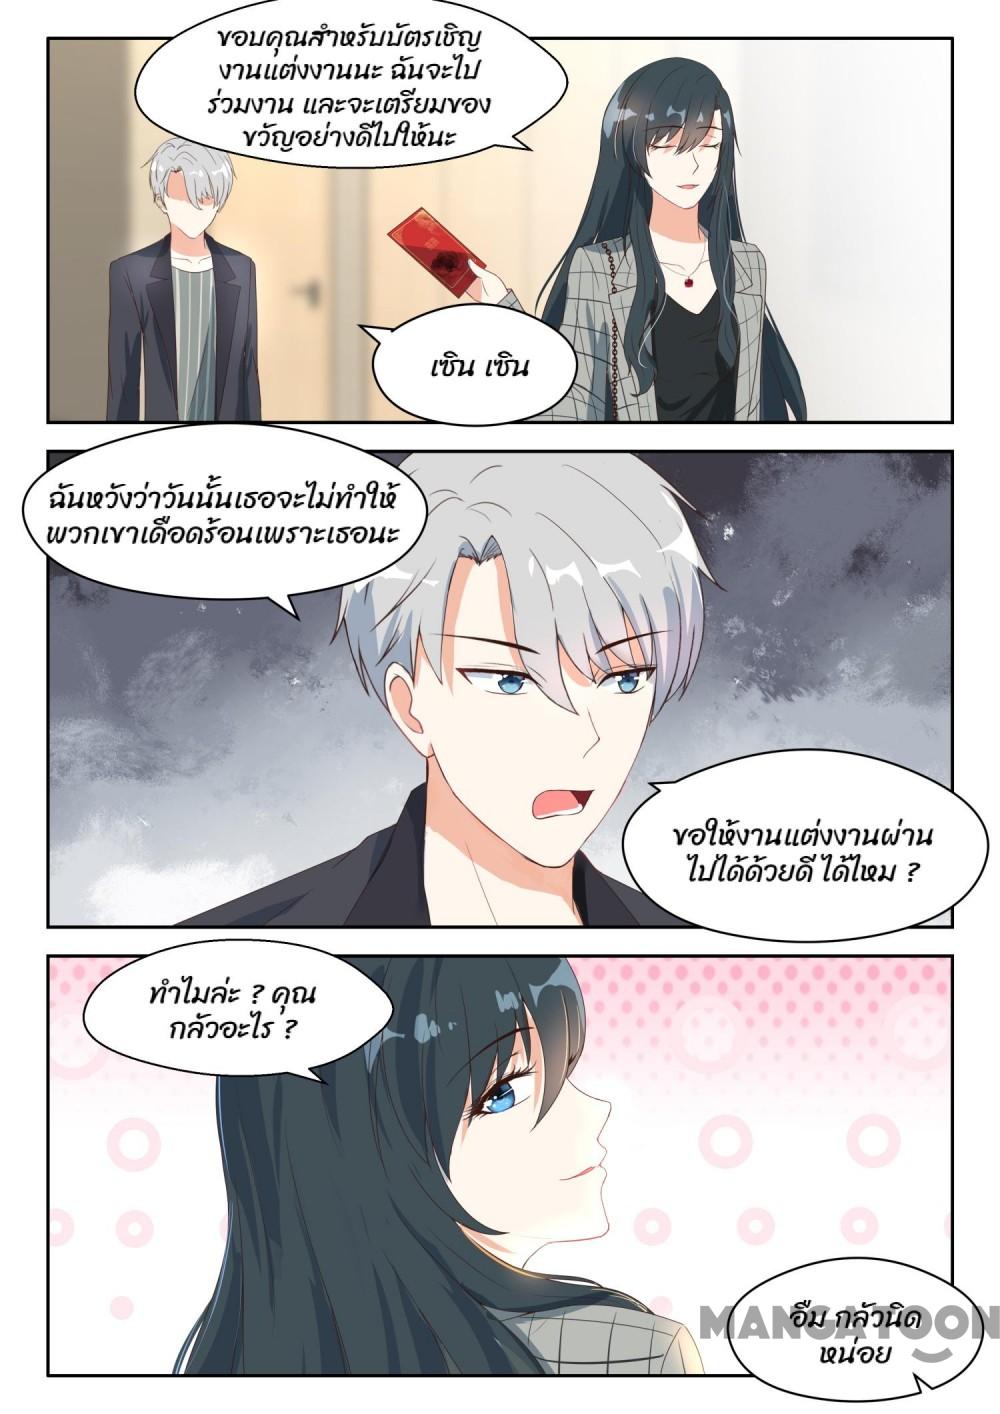 ขอบคุณสำหรับบัตรเชิญ
งานแต่งงานนะ ฉันจะไป
ร่วมงาน และจะเตรียมของ
ขวัญอย่างดีไปให้นะ
เซิน เซิน
ฉันหวังว่าวันนั้นเธอจะไม่ทำให้
พวกเขาเดือดร้อนเพราะเธอนะ
ขอให้งานแต่งงานผ่าน
ไปได้ด้วยดี ได้ไหม ?
ทำไมล่ะ ? คุณ
กลัวอะไร ?
อืม กลัวนิด
หน่อย
MANGATOON